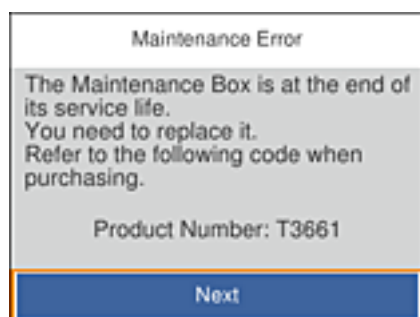 Maintenance Error
The Maintenance Box is at the end of
its service life.
You need to replace it.
Refer to the following code when
purchasing.
Product Number: T3661
Next